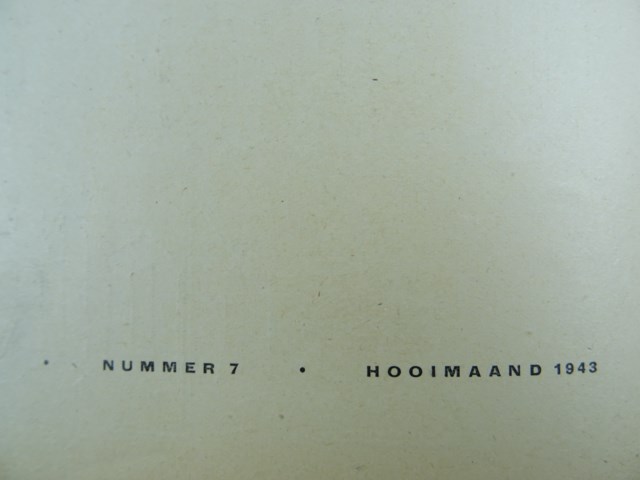 • NUMMER 7 • HOOIMAAND 1943